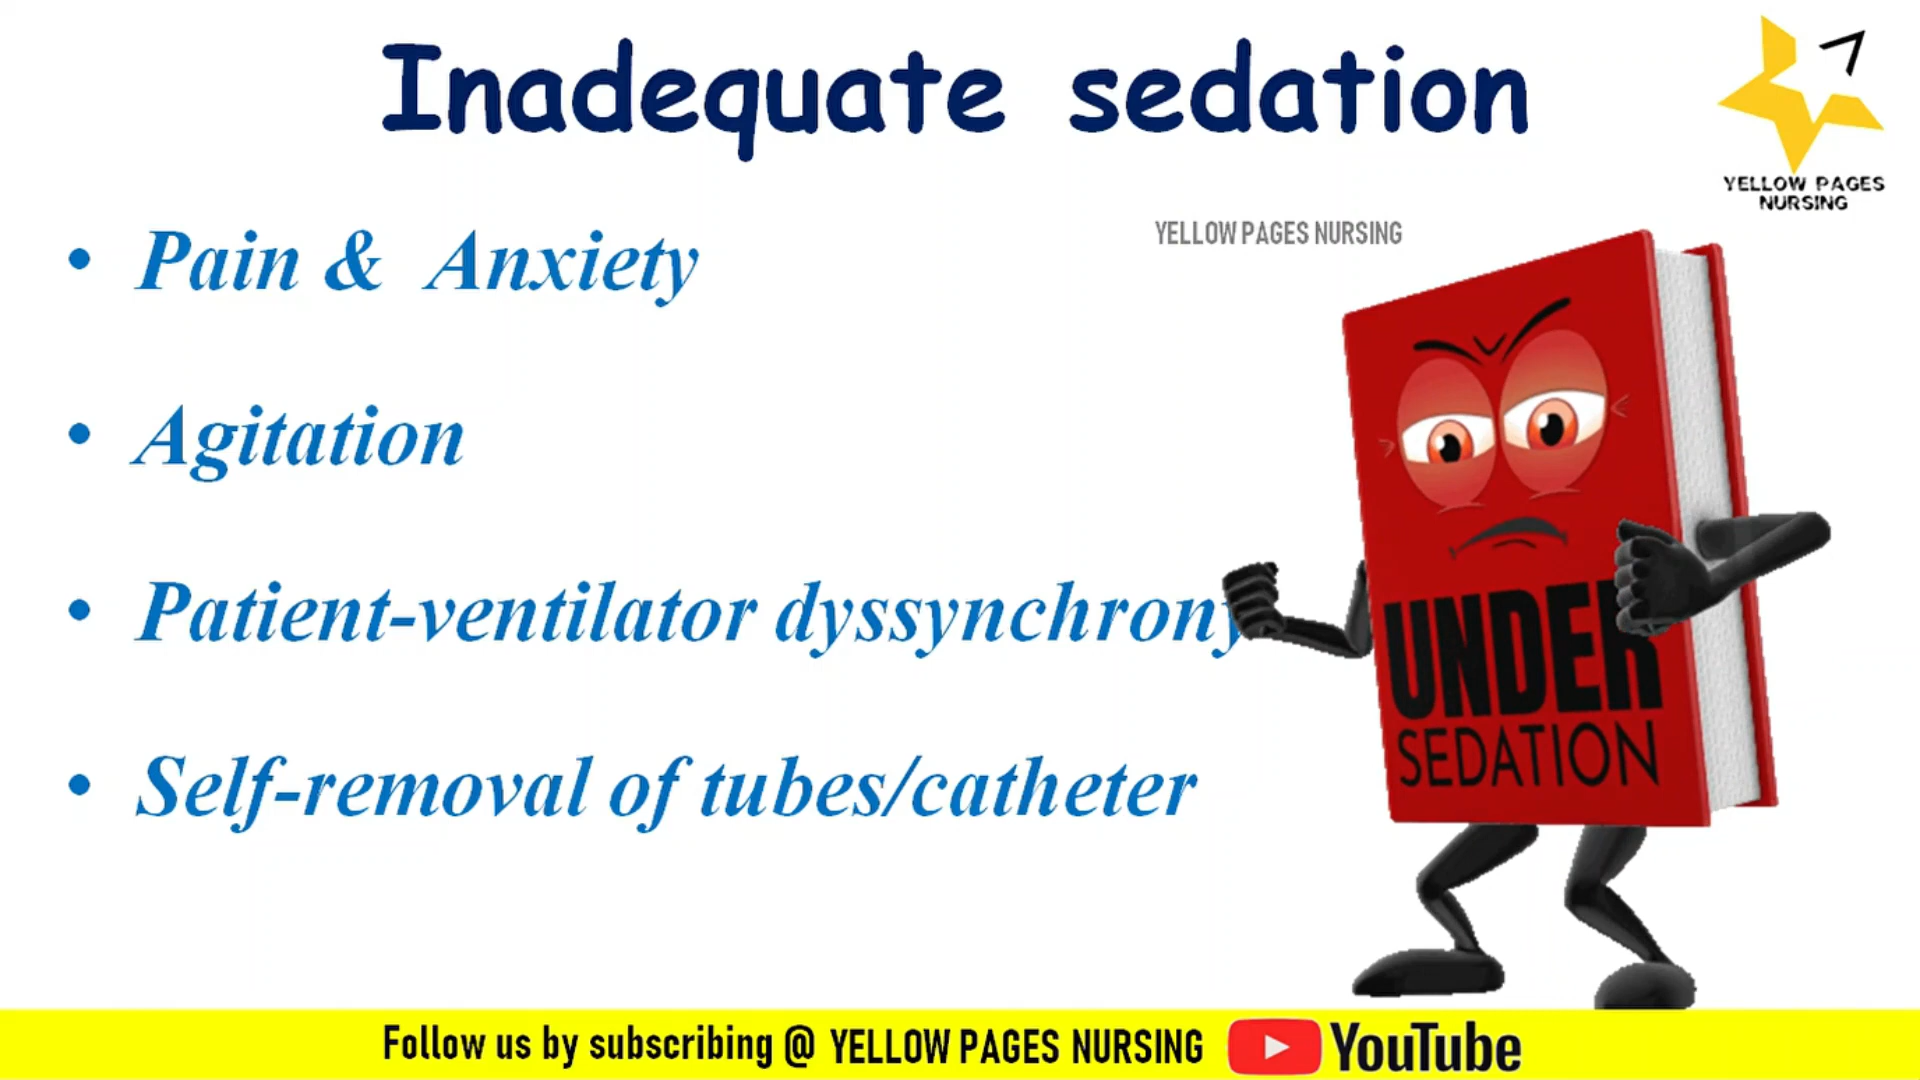 Inadequate sedation
YELLOW PAGES
NURSING
YELLOW PAGES NURSING
• Pain & Anxiety
• Agitation
• Patient-ventilator dyssynchrony
• Self-removal of tubes/catheter
UNDER
SEDATION
Follow us by subscribing @ YELLOW PAGES NURSING YouTube